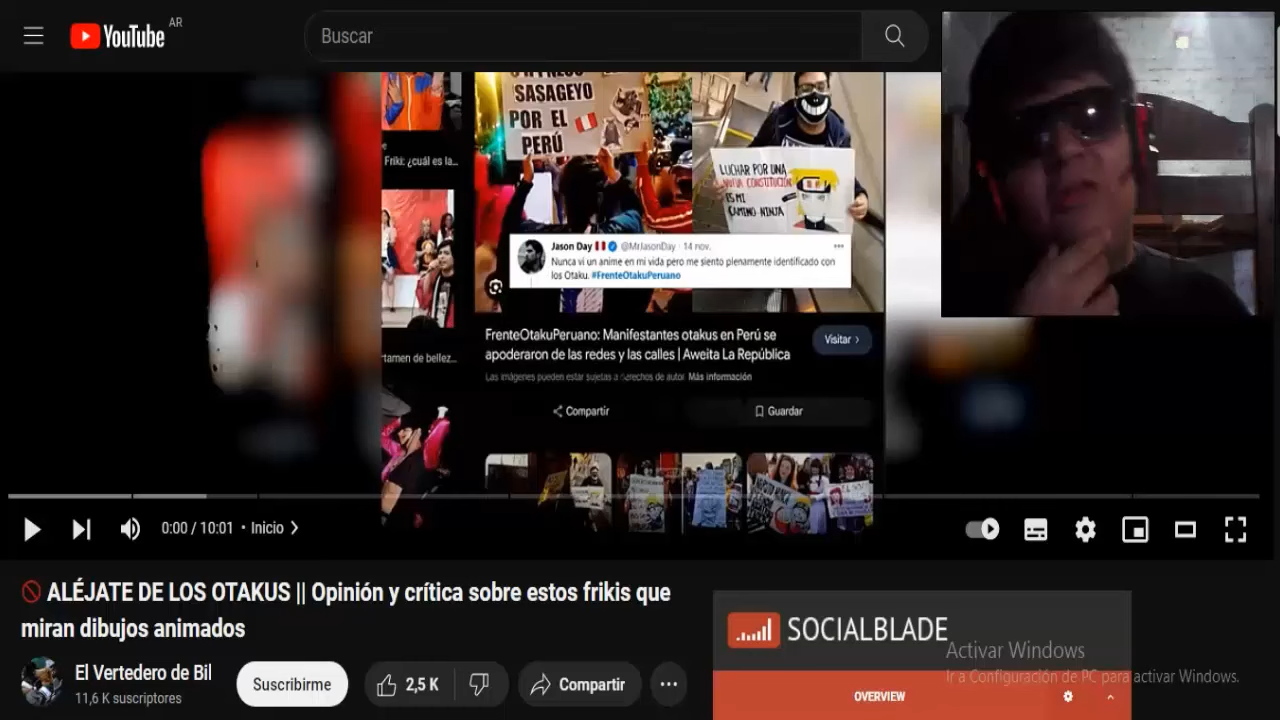 AR
YouTube
Buscar
SASAGEYO
POR EL
PERÚ
LUCHAR POR UNA
NUEVA CONSTITUCIÓN
ES MI
CAMINO NINJA
Friki: ¿cuál es la...
Jason Day @MrJasonDay · 14 nov.
Nunca vi un anime en mi vida pero me siento plenamente identificado con
los Otaku. #FrenteOtakuPeruano
FrenteOtakuPeruano: Manifestantes otakus en Perú se
apoderaron de las redes y las calles | Aweita La República
Visitar
tamen de bellez...
Las imágenes pueden estar sujetas a derechos de autor Más información
Compartir
Guardar
0:00 / 10:01 • Inicio
ALÉJATE DE LOS OTAKUS || Opinión y crítica sobre estos frikis que
miran dibujos animados
El Vertedero de Bil
11,6 K suscriptores
Suscribirme
2,5 K
Compartir
SOCIALBLADE
OVERVIEW
Activar Windows
Ir a Configuración de PC para activar Windows.